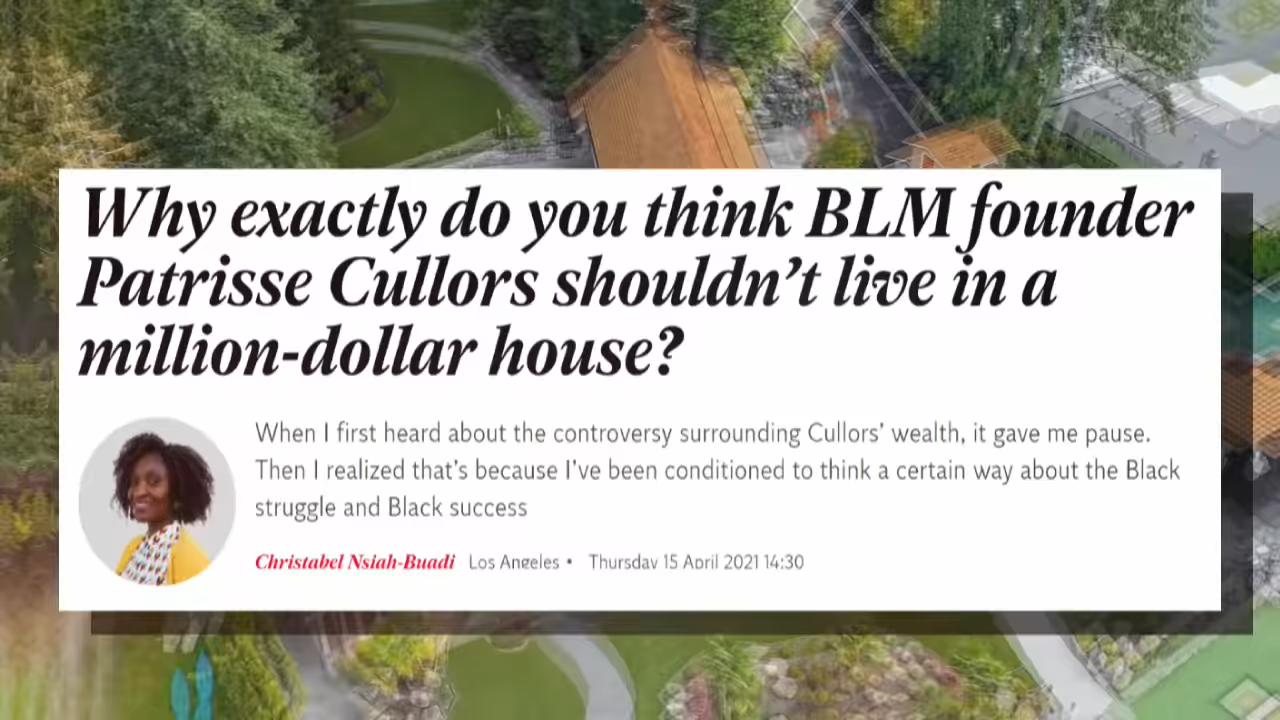 Why exactly do you think BLM founder
Patrisse Cullors shouldn’t live in a
million-dollar house?
When I first heard about the controversy surrounding Cullors’ wealth, it gave me pause.
Then I realized that’s because I’ve been conditioned to think a certain way about the Black
struggle and Black success
Christabel Nsiah-Buadi Los Angeles • Thursday 15 April 2021 14:30